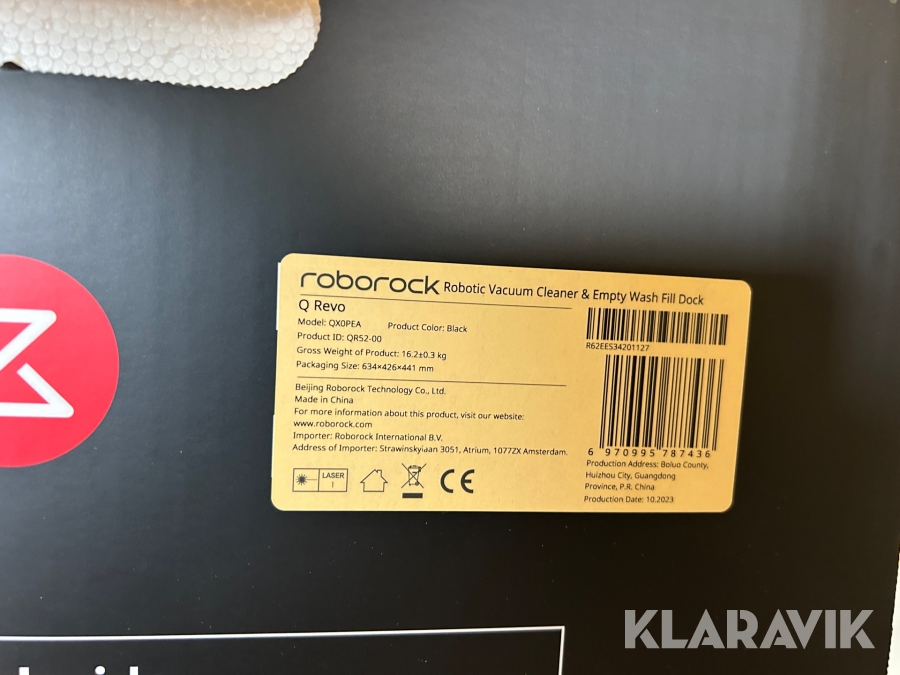 roborock Robotic Vacuum Cleaner & Empty Wash Fill Dock
Q Revo
Model: QX0PEA Product Color: Black
Product ID: QR52-00
Gross Weight of Product: 16.2±0.3 kg
Packaging Size: 634×426×441 mm
R62EES34201127
Beijing Roborock Technology Co., Ltd.
Made in China
For more information about this product, visit our website:
www.roborock.com
Importer: Roborock International B.V.
Address of Importer: Strawinskylaan 3051, Atrium, 1077ZX Amsterdam.
LASER
1
CE
6 970995 787436
Production Address: Boluo County,
Huizhou City, Guangdong
Province, P.R. China
Production Date: 10.2023
KLARAVIK